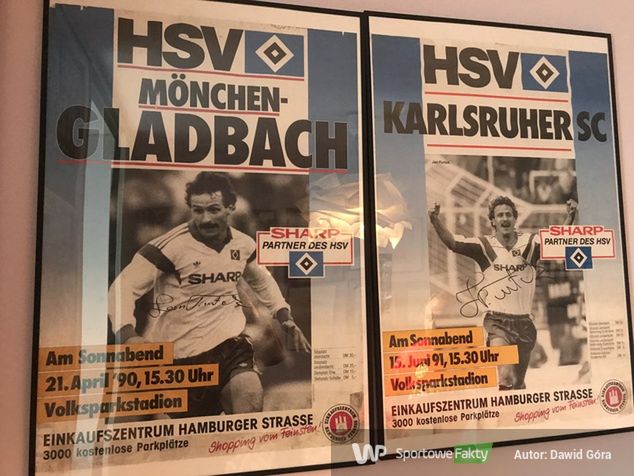 HSV
MÖNCHEN-
GLADBACH
SHARP
PARTNER DES HSV
SHARP
Am Sonnabend
21. April '90, 15.30 Uhr
Volksparkstadion
EINKAUFSZENTRUM HAMBURGER STRASSE
3000 kostenlose Parkplätze
Shopping vom Feinsten!
HSV
KARLSRUHER SC
SHARP
PARTNER DES HSV
SHARP
Am Sonnabend
15. Juni 91, 15.30 Uhr
Volksparkstadion
EINKAUFSZENTRUM HAMBURGER STRASSE
3000 kostenlose Parkplätze
Shopping vom Feinsten!
WP SportoweFakty Autor: Dawid Góra